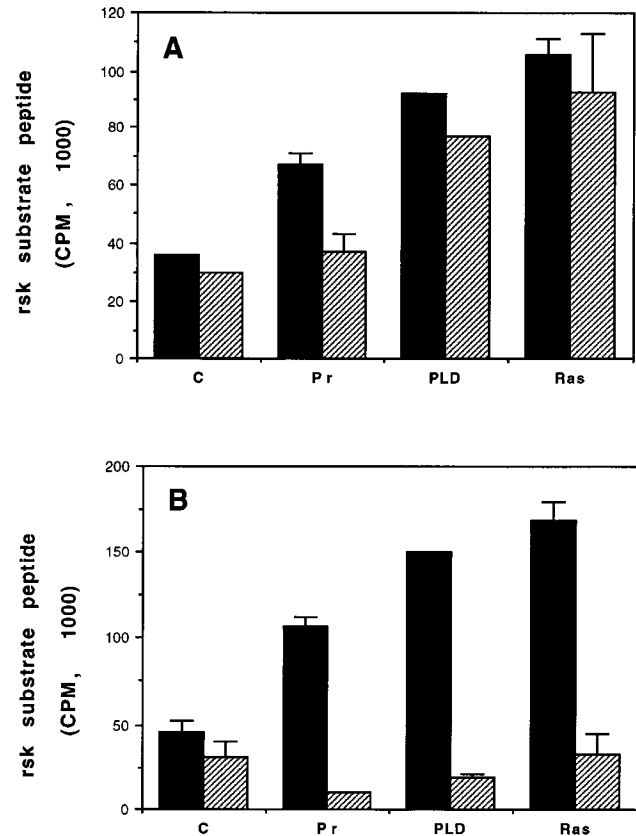 A
rsk substrate peptide
(CPM, 1000)
120
100
80
60
40
20
0
C
Pr
PLD
Ras
B
rsk substrate peptide
(CPM, 1000)
200
150
100
50
0
C
Pr
PLD
Ras